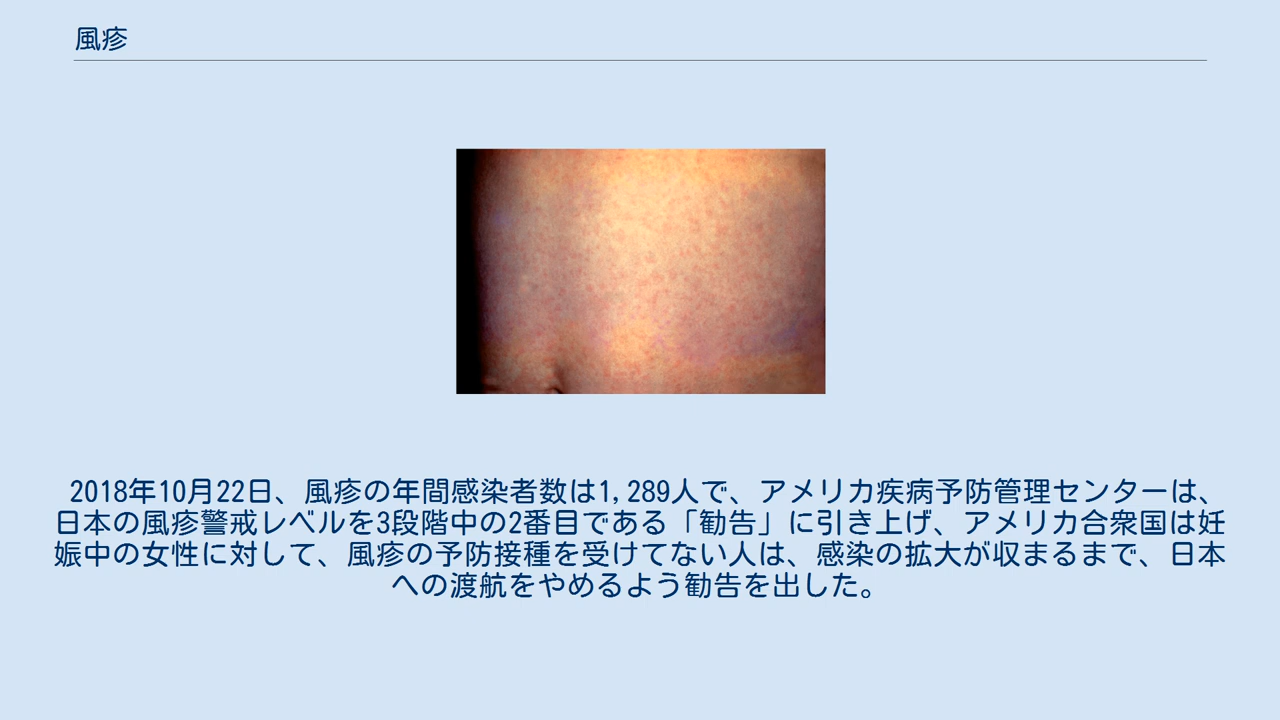 風疹
2018年10月22日、風疹の年間感染者数は1,289人で、アメリカ疾病予防管理センターは、
日本の風疹警戒レベルを3段階中の2番目である「勧告」に引き上げ、アメリカ合衆国は妊
娠中の女性に対して、風疹の予防接種を受けてない人は、感染の拡大が収まるまで、日本
への渡航をやめるよう勧告を出した。